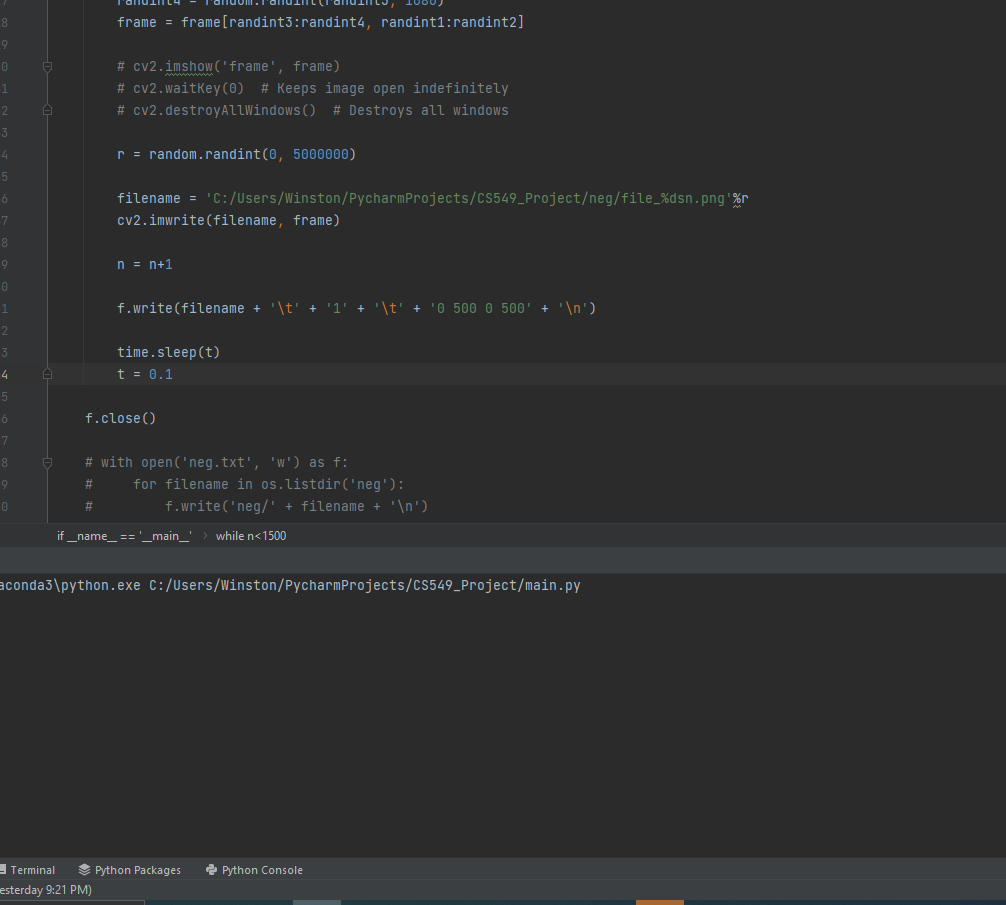 7 randint4 = random.randint(randint3, 1080)
8 frame = frame[randint3:randint4, randint1:randint2]
9
0 # cv2.imshow('frame', frame)
1 # cv2.waitKey(0)  # Keeps image open indefinitely
2 # cv2.destroyAllWindows()  # Destroys all windows
3
4 r = random.randint(0, 5000000)
5
6 filename = 'C:/Users/Winston/PycharmProjects/CS549_Project/neg/file_%dsn.png'%r
7 cv2.imwrite(filename, frame)
8
9 n = n+1
0
1 f.write(filename + '\t' + '1' + '\t' + '0 500 0 500' + '\n')
2
3 time.sleep(t)
4 t = 0.1
5
6 f.close()
7
8 # with open('neg.txt', 'w') as f:
9 #     for filename in os.listdir('neg'):
0 #         f.write('neg/' + filename + '\n')
if __name__ == '__main__' › while n<1500
aconda3\python.exe C:/Users/Winston/PycharmProjects/CS549_Project/main.py
Terminal Python Packages Python Console
esterday 9:21 PM)